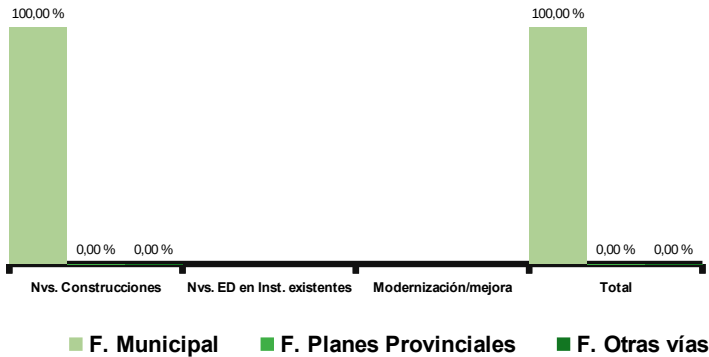 100,00 % 100,00 %
0,00 % 0,00 % 0,00 % 0,00 %
Nvs. Construcciones Nvs. ED en Inst. existentes Modernización/mejora Total
F. Municipal F. Planes Provinciales F. Otras vías